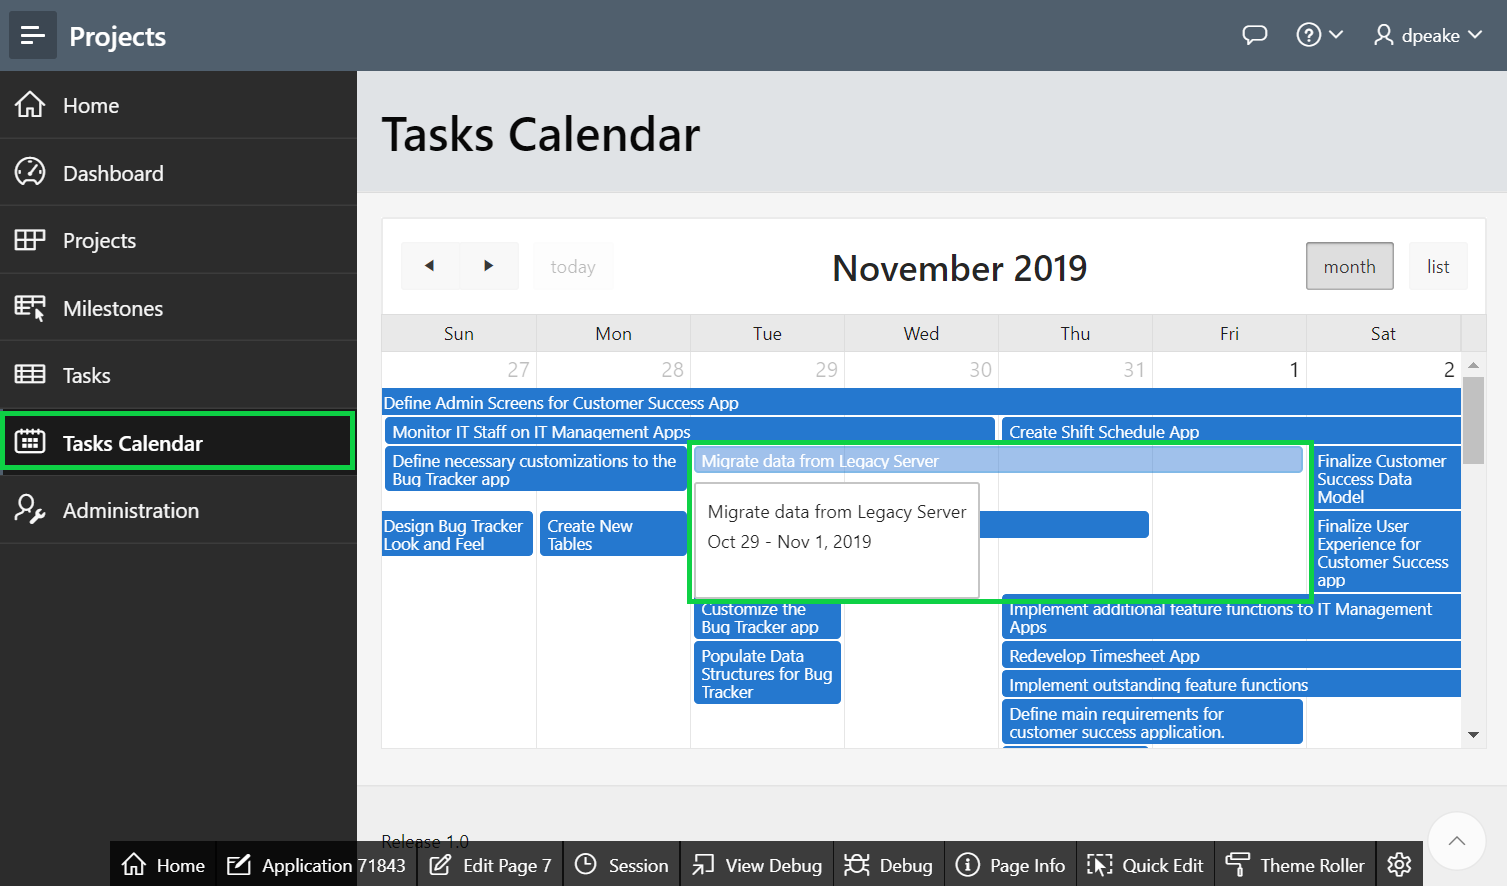 Projects
dpeake
Home
Dashboard
Projects
Milestones
Tasks
Tasks Calendar
Administration
Tasks Calendar
today
November 2019
month
list
Sun Mon Tue Wed Thu Fri Sat
27 28 29 30 31 1 2
Define Admin Screens for Customer Success App
Monitor IT Staff on IT Management Apps
Create Shift Schedule App
Define necessary customizations to the
Bug Tracker app
Migrate data from Legacy Server
Finalize Customer
Success Data
Model
Migrate data from Legacy Server
Oct 29 - Nov 1, 2019
Design Bug Tracker
Look and Feel
Create New
Tables
Finalize User
Experience for
Customer Success
app
Customize the
Bug Tracker app
Implement additional feature functions to IT Management
Apps
Populate Data
Structures for Bug
Tracker
Redevelop Timesheet App
Implement outstanding feature functions
Define main requirements for
customer success application.
Release 1.0
Home
Application 71843
Edit Page 7
Session
View Debug
Debug
Page Info
Quick Edit
Theme Roller